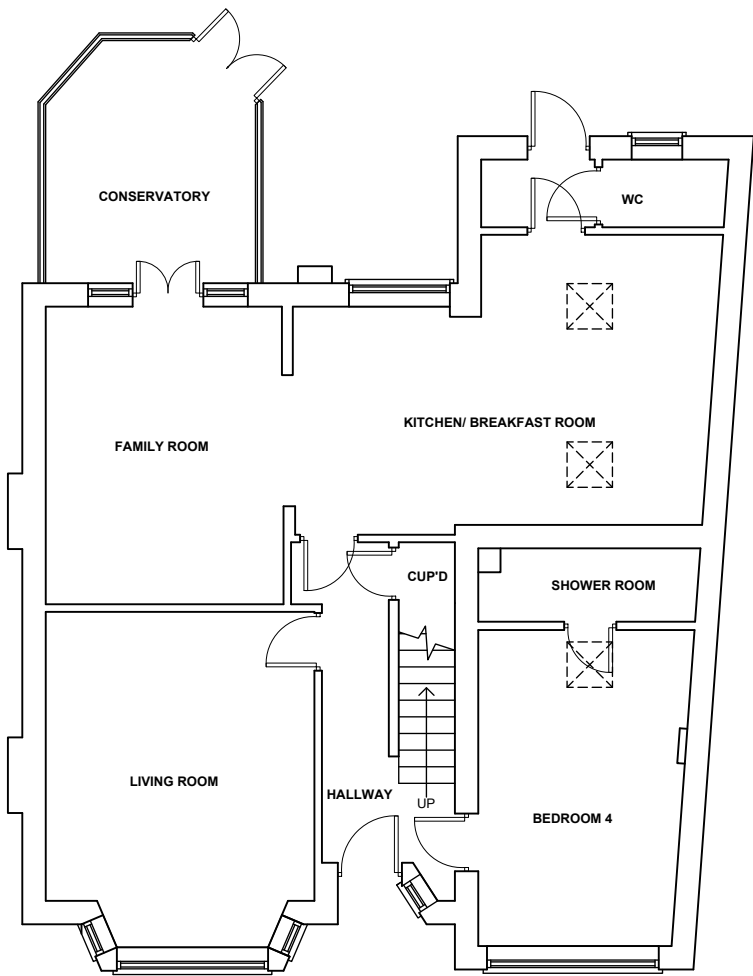 CONSERVATORY
WC
KITCHEN/ BREAKFAST ROOM
FAMILY ROOM
CUP'D
SHOWER ROOM
LIVING ROOM
HALLWAY
UP
BEDROOM 4